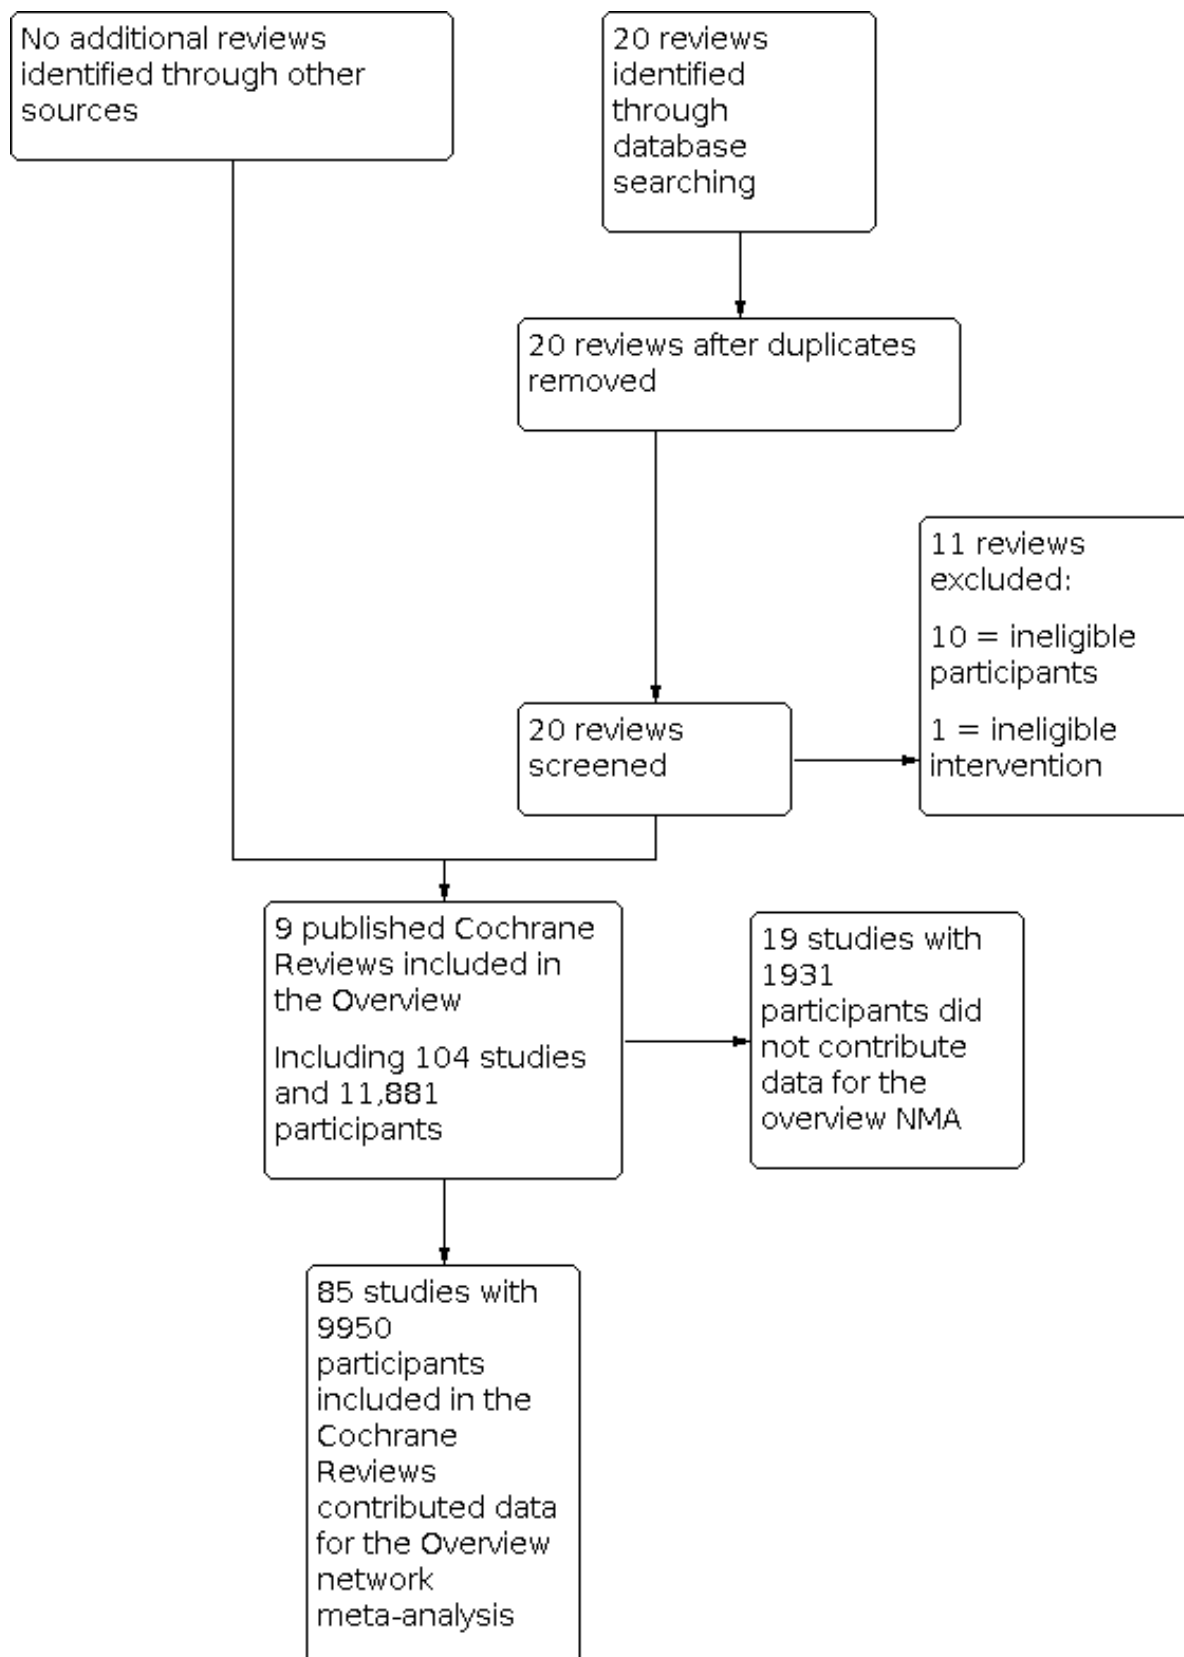 No additional reviews
identified through other
sources
20 reviews
identified
through
database
searching
20 reviews after duplicates
removed
11 reviews
excluded:
10 = ineligible
participants
1 = ineligible
intervention
20 reviews
screened
9 published Cochrane
Reviews included in
the Overview
Including 104 studies
and 11,881
participants
19 studies with
1931
participants did
not contribute
data for the
overview NMA
85 studies with
9950
participants
included in the
Cochrane
Reviews
contributed data
for the Overview
network
meta-analysis